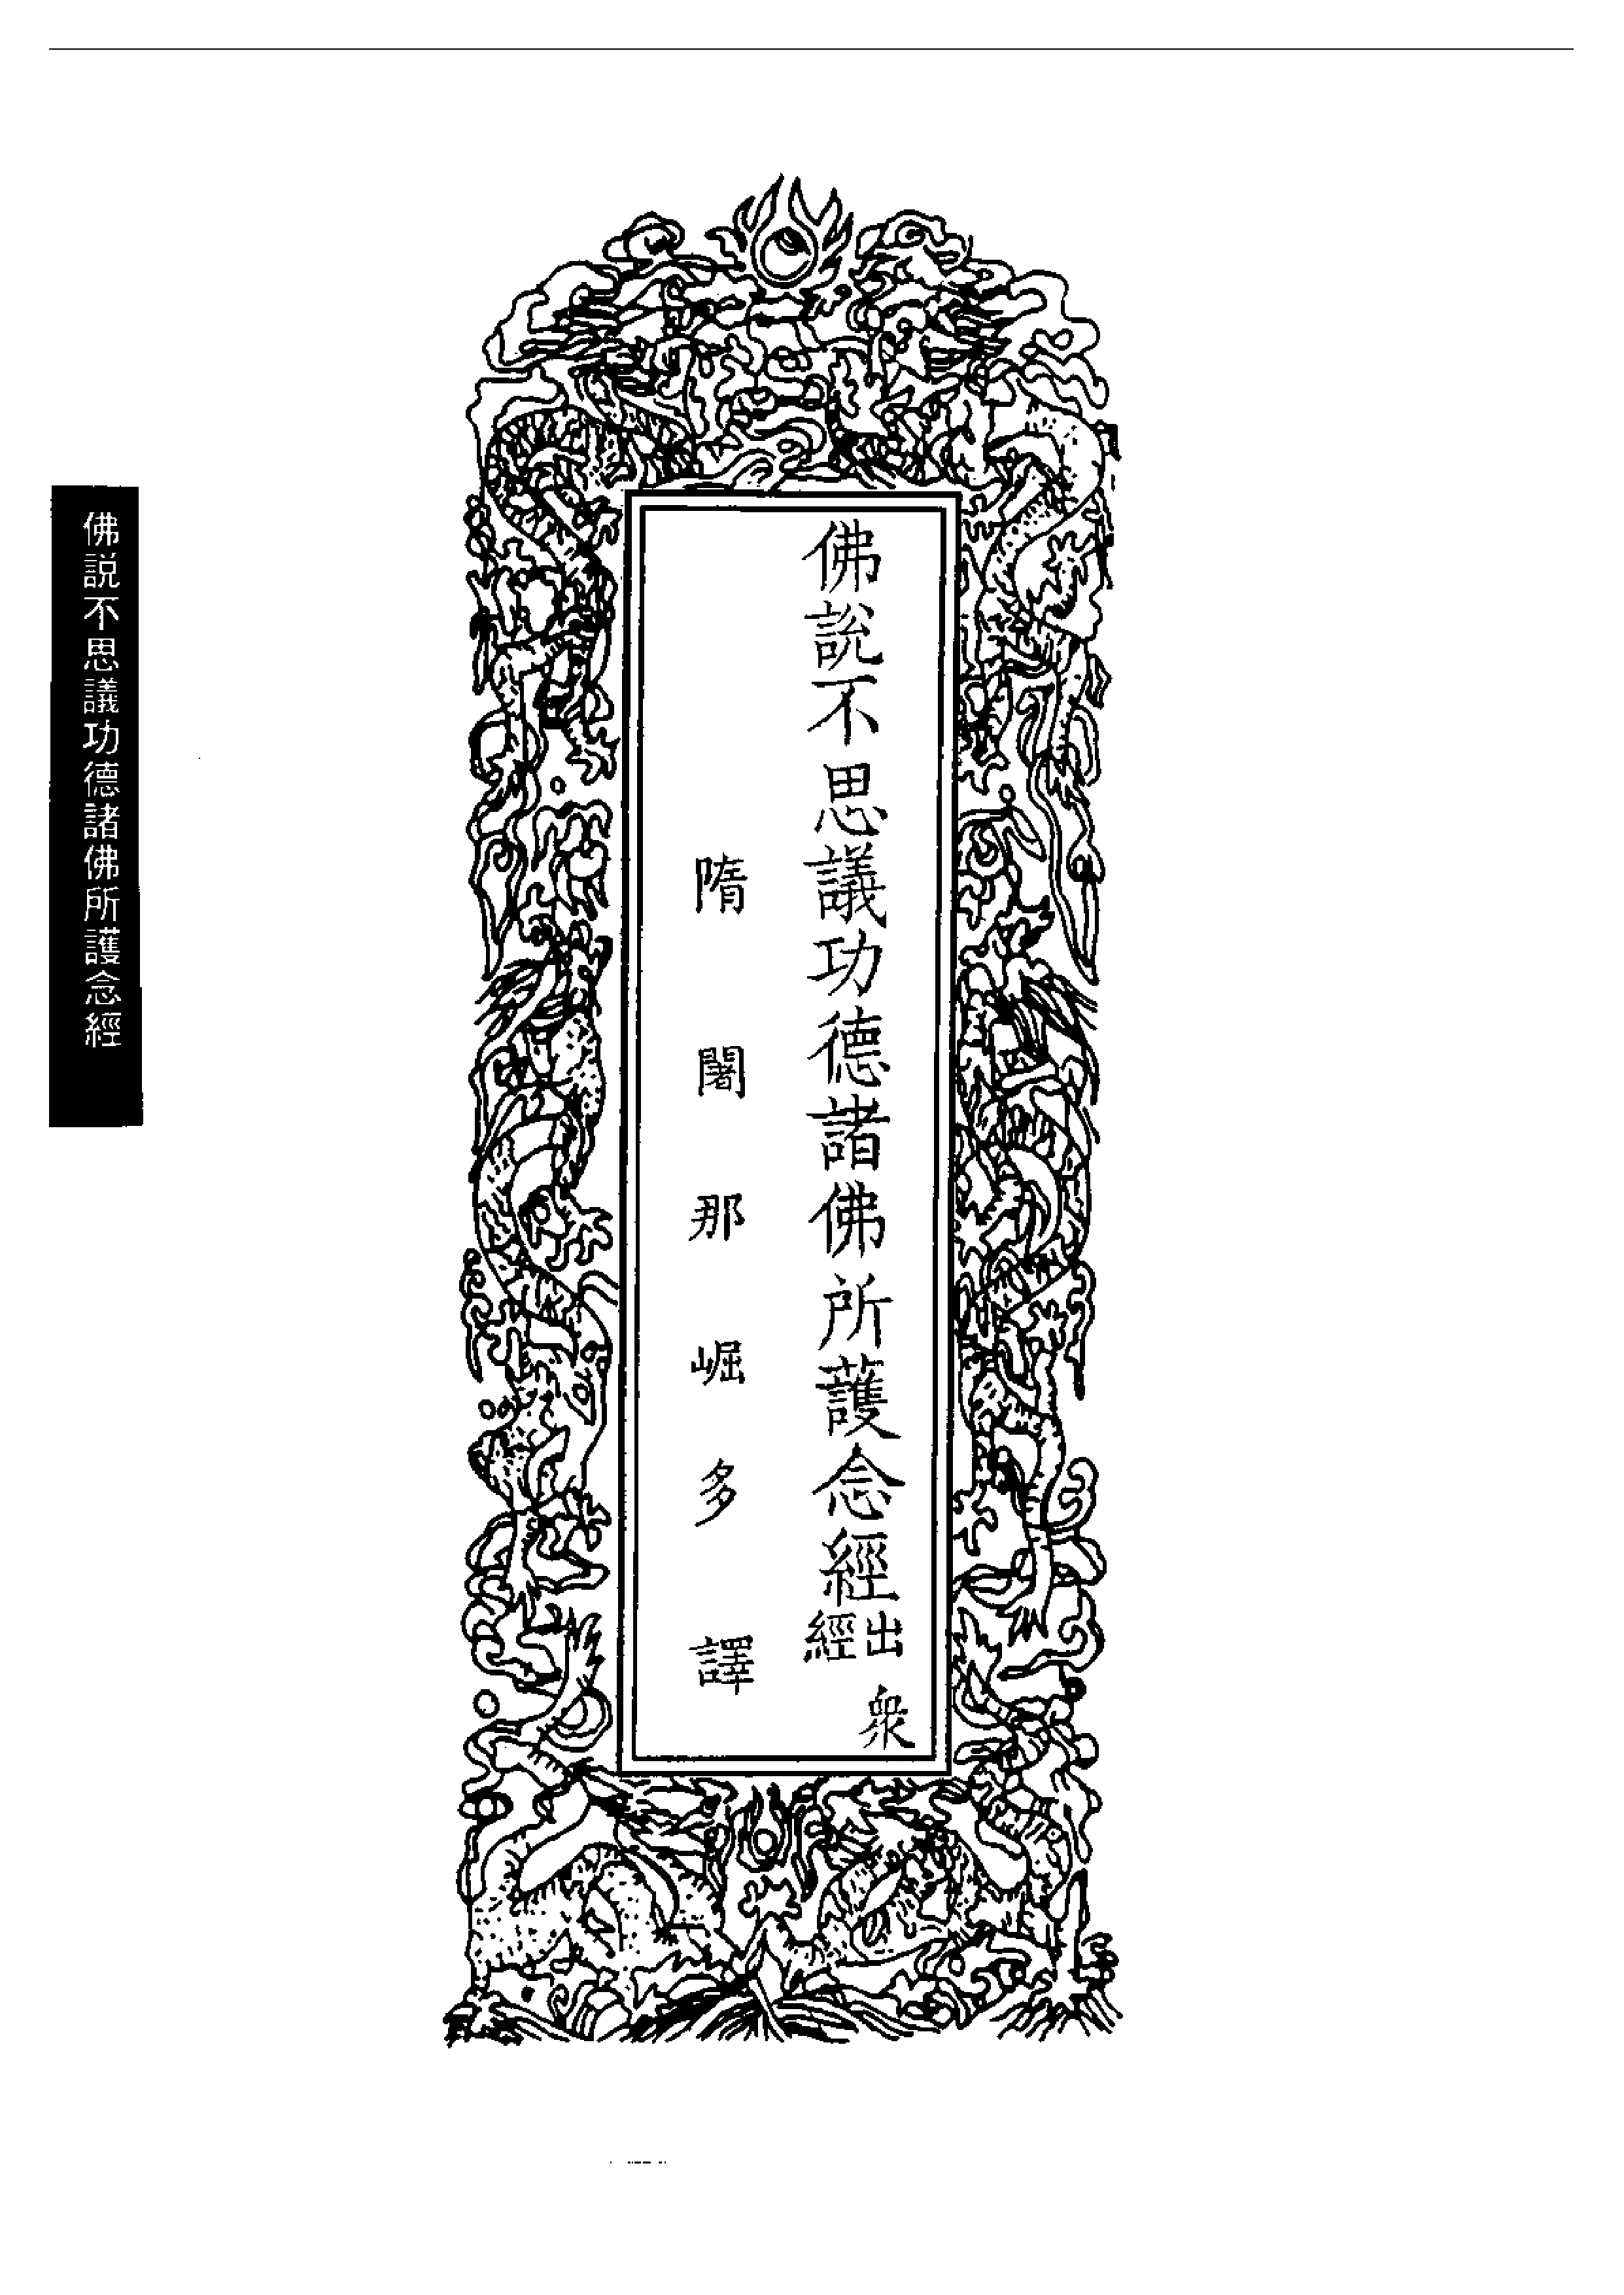 佛說不思議功德諸佛所護念經出衆經
隋闍那崛多譯
佛説不思議功德諸佛所護念經